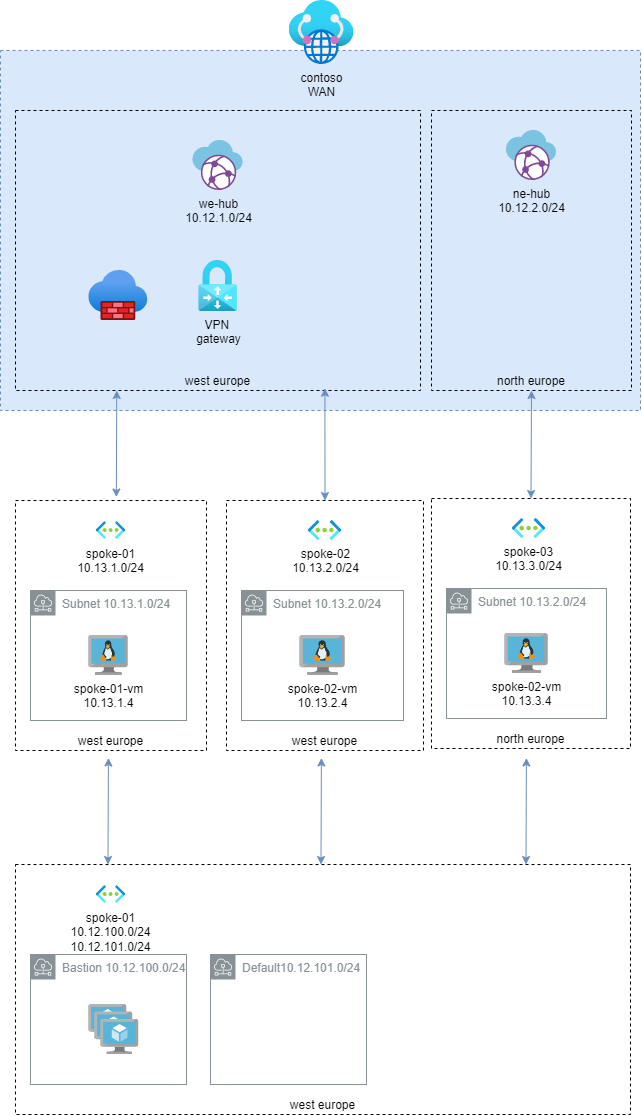 contoso
WAN
we-hub
10.12.1.0/24
ne-hub
10.12.2.0/24
VPN
gateway
west europe
north europe
spoke-01
10.13.1.0/24
Subnet 10.13.1.0/24
spoke-01-vm
10.13.1.4
west europe
spoke-02
10.13.2.0/24
Subnet 10.13.2.0/24
spoke-02-vm
10.13.2.4
west europe
spoke-03
10.13.3.0/24
Subnet 10.13.2.0/24
spoke-02-vm
10.13.3.4
north europe
spoke-01
10.12.100.0/24
10.12.101.0/24
Bastion 10.12.100.0/24
Default10.12.101.0/24
west europe